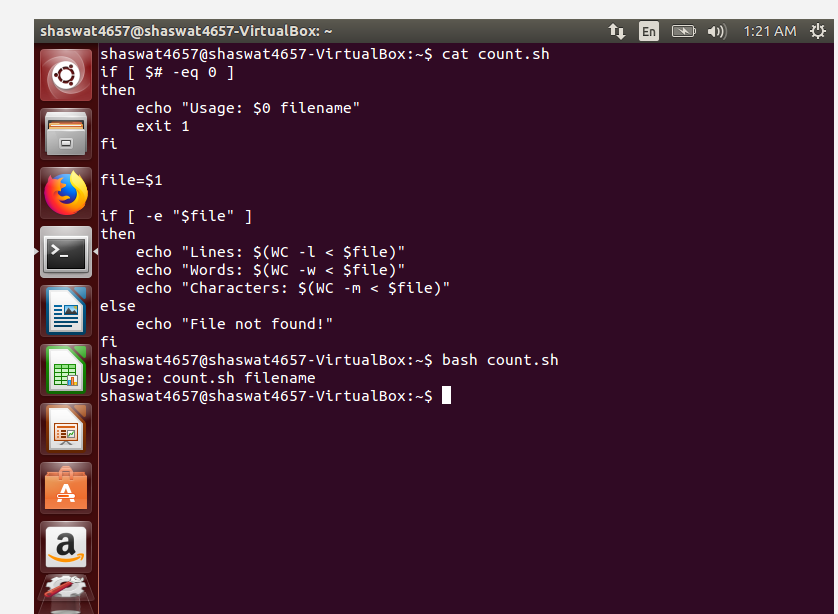 shaswat4657@shaswat4657-VirtualBox: ~
En
1:21 AM
shaswat4657@shaswat4657-VirtualBox:~$ cat count.sh
if [ $# -eq 0 ]
then
    echo "Usage: $0 filename"
    exit 1
fi

file=$1

if [ -e "$file" ]
then
    echo "Lines: $(WC -l < $file)"
    echo "Words: $(WC -w < $file)"
    echo "Characters: $(WC -m < $file)"
else
    echo "File not found!"
fi
shaswat4657@shaswat4657-VirtualBox:~$ bash count.sh
Usage: count.sh filename
shaswat4657@shaswat4657-VirtualBox:~$